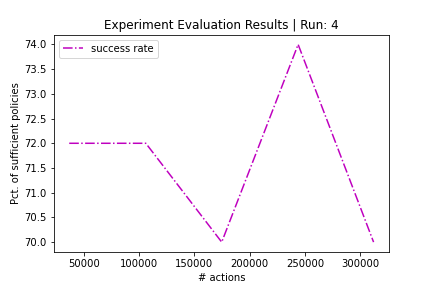 Experiment Evaluation Results | Run: 4
success rate
Pct. of sufficient policies
74.0
73.5
73.0
72.5
72.0
71.5
71.0
70.5
70.0
50000 100000 150000 200000 250000 300000
# actions